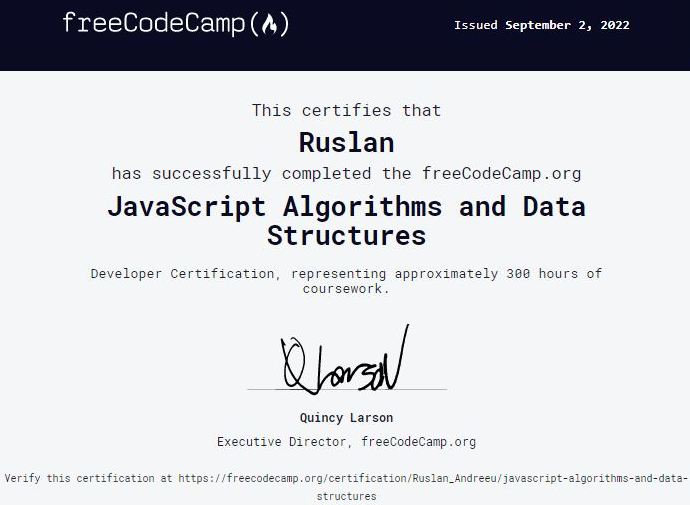 freeCodeCamp
Issued September 2, 2022
This certifies that
Ruslan
has successfully completed the freeCodeCamp.org
JavaScript Algorithms and Data
Structures
Developer Certification, representing approximately 300 hours of
coursework.
Q Larson
Quincy Larson
Executive Director, freeCodeCamp.org
Verify this certification at https://freecodecamp.org/certification/Ruslan_Andreeu/javascript-algorithms-and-data-
structures